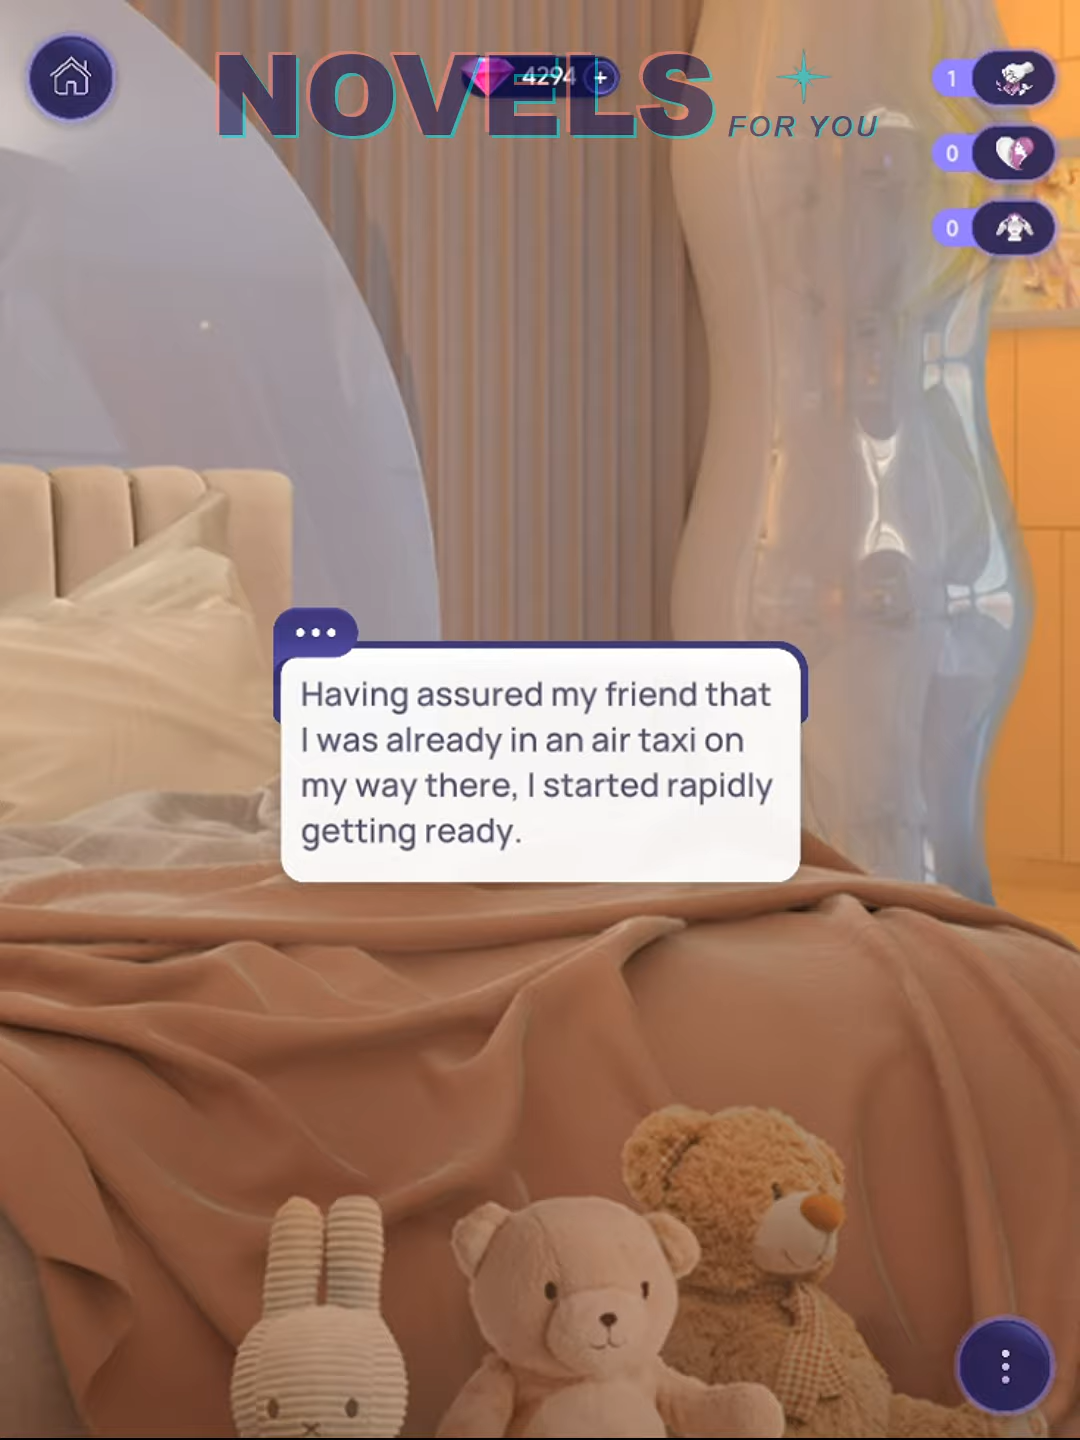 NOVELS
FOR YOU
4294 +
1
0
0
Having assured my friend that
I was already in an air taxi on
my way there, I started rapidly
getting ready.